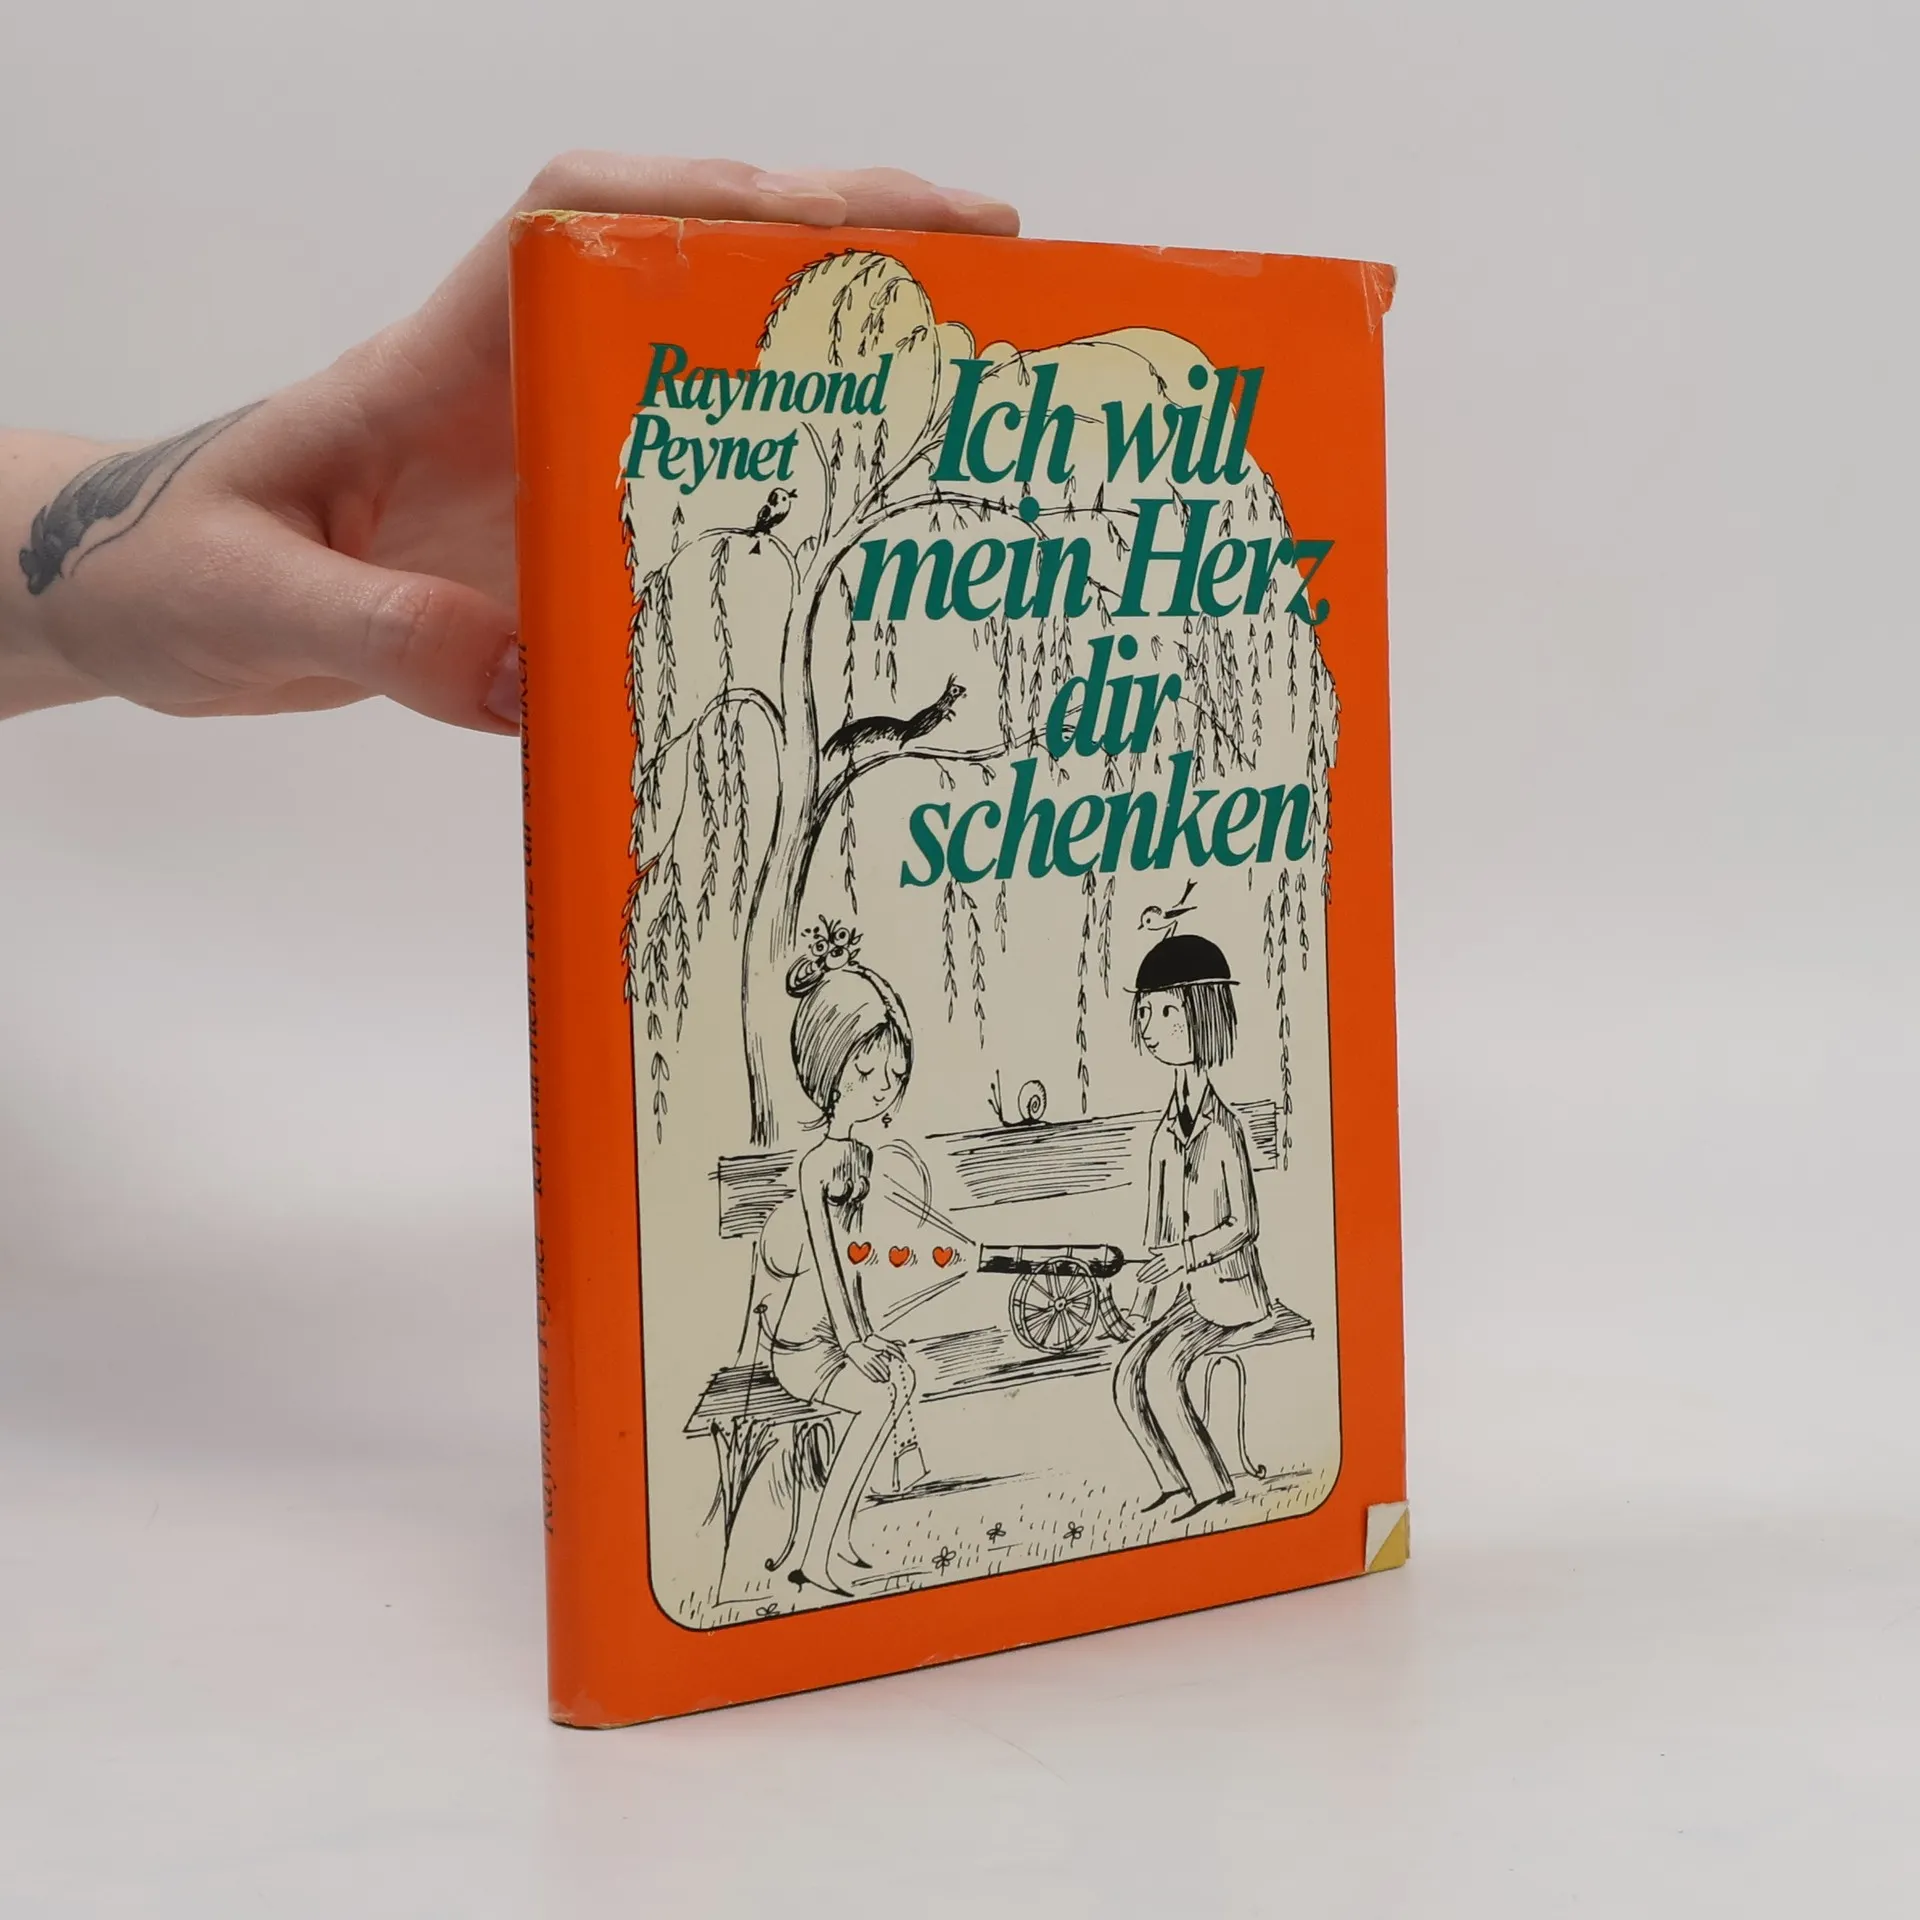 Raymond
Peynet
Ich will
mein Herz
dir
schenken
Raymond Peynet Ich will mein Herz dir schenken